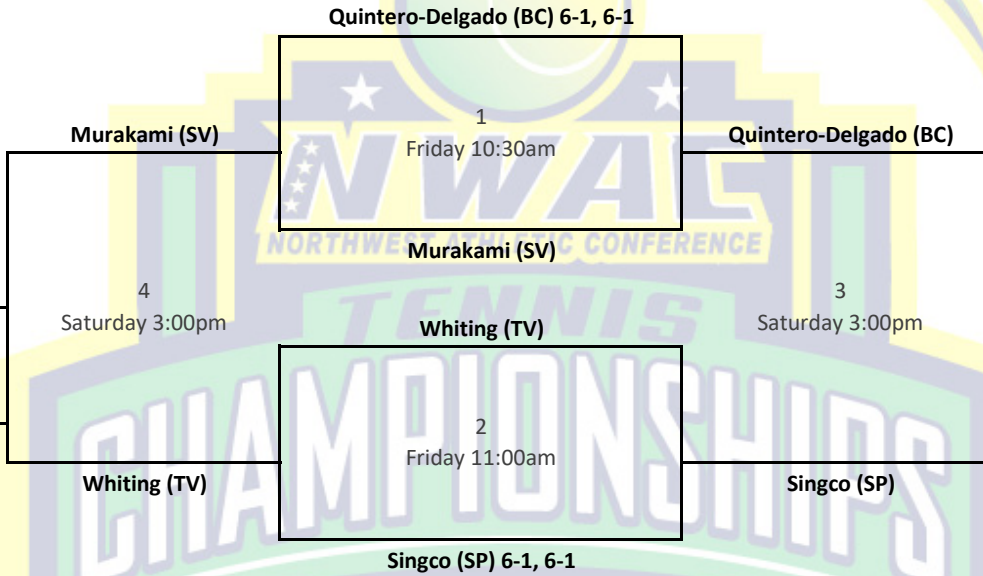 Quintero-Delgado (BC) 6-1, 6-1
1
Friday 10:30am
Murakami (SV)
Quintero-Delgado (BC)
NWAC
NORTHWEST ATHLETIC CONFERENCE
Murakami (SV)
4
Saturday 3:00pm
3
Saturday 3:00pm
TENNIS
Whiting (TV)
CHAMPIONSHIPS
2
Friday 11:00am
Whiting (TV)
Singco (SP)
Singco (SP) 6-1, 6-1